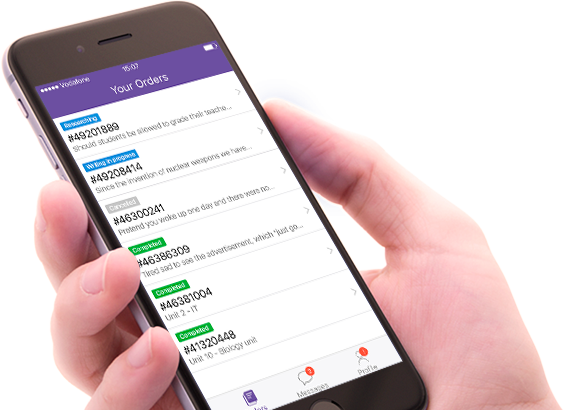 Vodafone 15:07
Your Orders
Researching
#49201889
Should students be allowed to grade their teache...
Writing in progress
#49208414
Since the invention of nuclear weapons we have...
Canceled
#46300241
Pretend you wake up one day and there were no...
Completed
#46386309
Tired sad to see the advertisement, which "just go...
Completed
#46381004
Unit 2 - IT
Completed
#41320448
Unit 10 - Biology unit
Messages
Profile